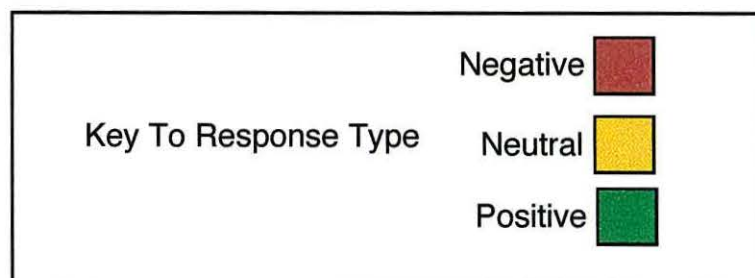 Negative
Key To Response Type
Neutral
Positive